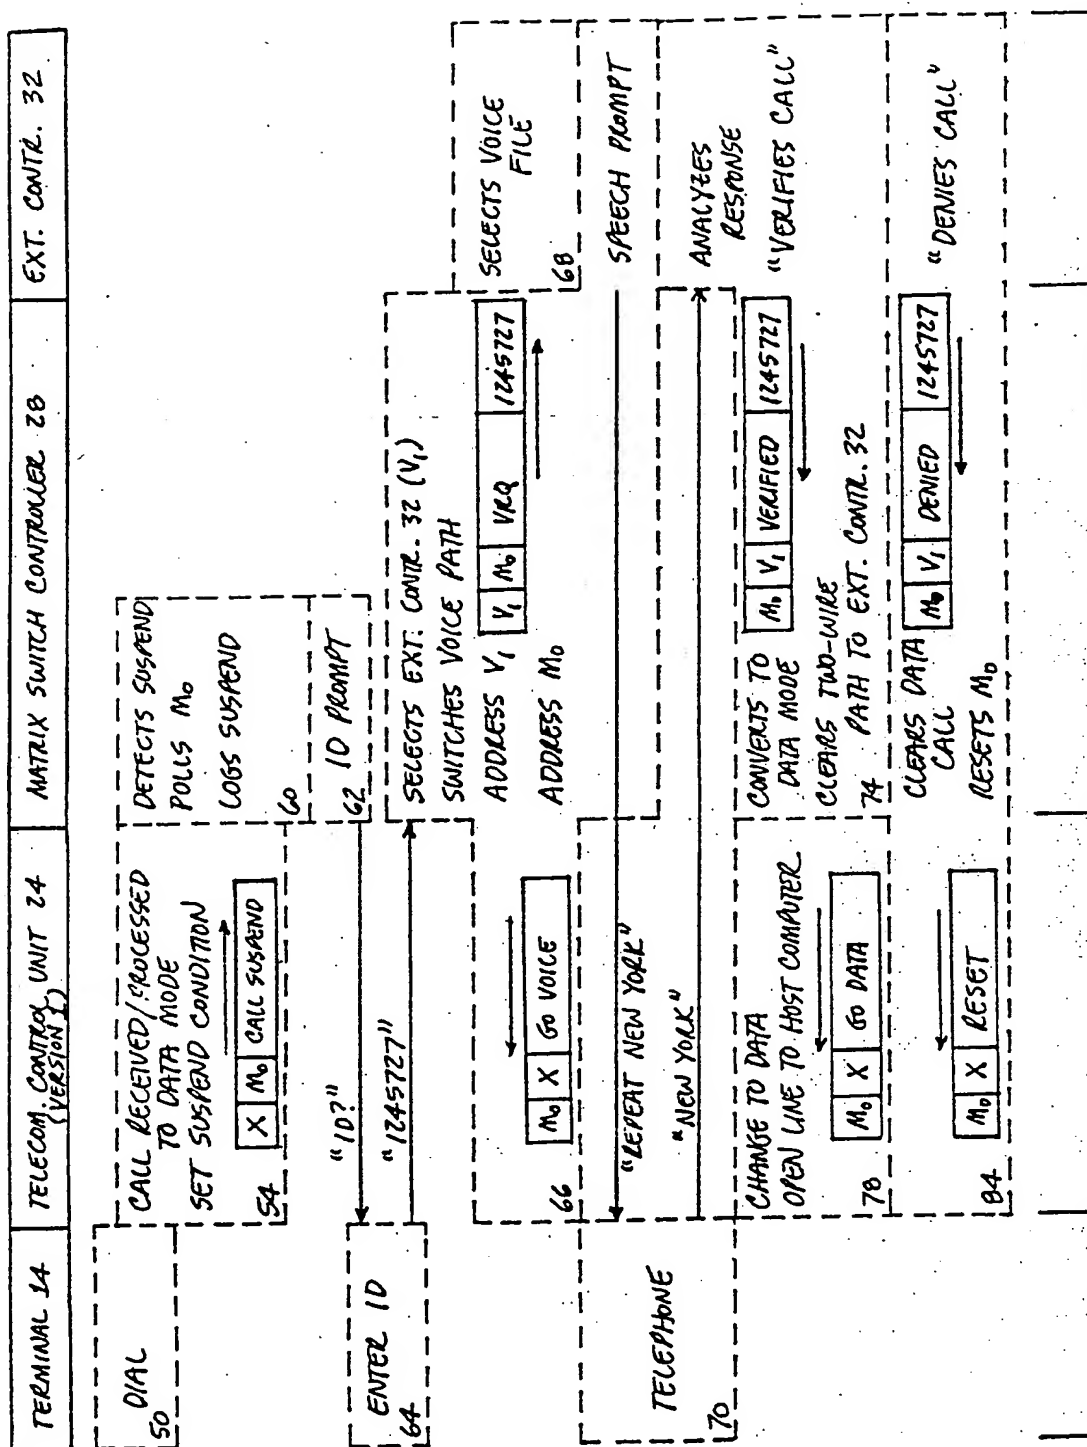 TERMINAL 14
TELECOM. CONTROL UNIT 24
(VERSION I)
MATRIX SWITCH CONTROLLER 28
EXT. CONTR. 32
DIAL
50
CALL RECEIVED/PROCESSED
TO DATA MODE
SET SUSPEND CONDITION
X M₀ CALL SUSPEND
54
DETECTS SUSPEND
POLLS M₀
LOGS SUSPEND
60
62 ID PROMPT
"ID?"
ENTER ID
64
"1245727"
SELECTS EXT. CONTR. 32 (V₁)
SWITCHES VOICE PATH
ADDRESS V₁
V₁ M₀ VRQ 1245727
ADDRESS M₀
SELECTS VOICE
FILE
68
M₀ X GO VOICE
66
SPEECH PROMPT
"REPEAT NEW YORK"
TELEPHONE
70
"NEW YORK"
ANALYZES
RESPONSE
"VERIFIES CALL"
M₀ V₁ VERIFIED 1245727
CONVERTS TO
DATA MODE
CLEARS TWO-WIRE
74 PATH TO EXT. CONTR. 32
CHANGE TO DATA
OPEN LINE TO HOST COMPUTER
M₀ X GO DATA
78
"DENIES CALL"
M₀ V₁ DENIED 1245727
CLEARS DATA
CALL
RESETS M₀
M₀ X RESET
84